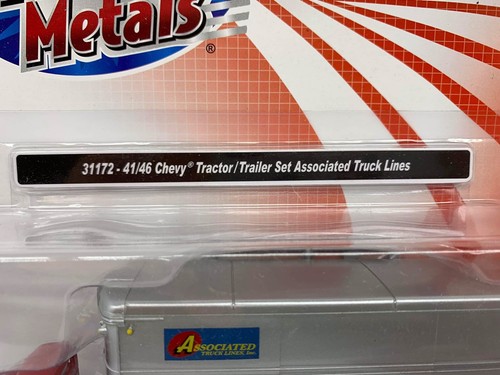 Metals®
31172 - 41/46 Chevy® Tractor/Trailer Set Associated Truck Lines
ASSOCIATED
TRUCK LINES, Inc.